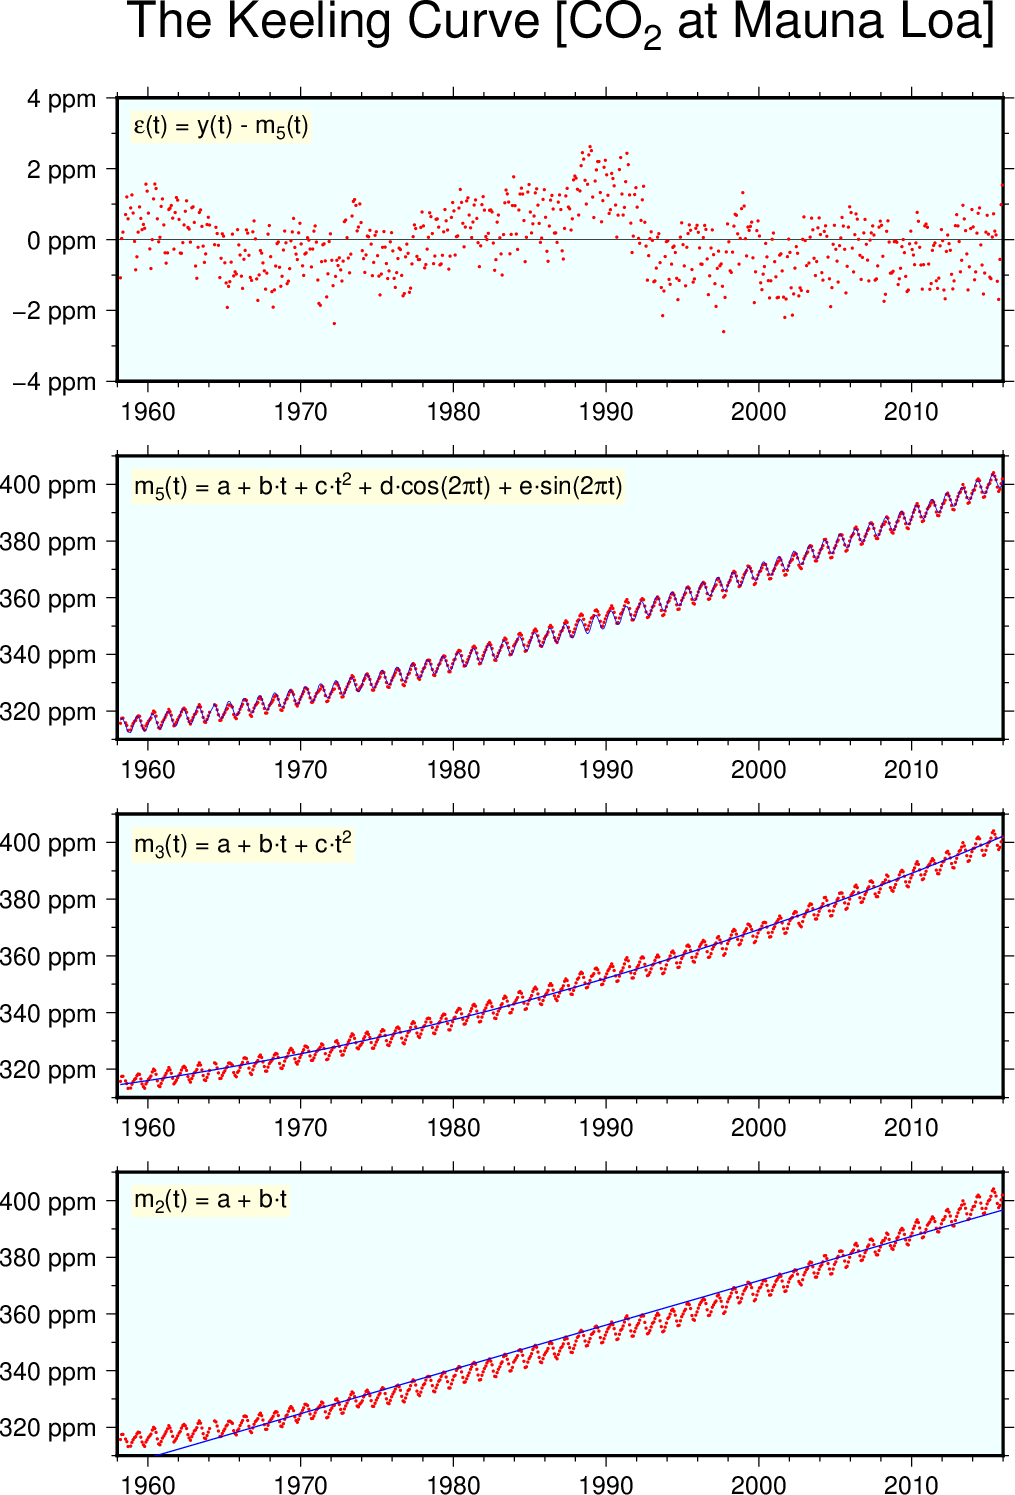 The Keeling Curve [CO₂ at Mauna Loa]
4 ppm
ε(t) = y(t) - m₅(t)
2 ppm
0 ppm
−2 ppm
−4 ppm
1960 1970 1980 1990 2000 2010
400 ppm
m₅(t) = a + b·t + c·t² + d·cos(2πt) + e·sin(2πt)
380 ppm
360 ppm
340 ppm
320 ppm
1960 1970 1980 1990 2000 2010
400 ppm
m₃(t) = a + b·t + c·t²
380 ppm
360 ppm
340 ppm
320 ppm
1960 1970 1980 1990 2000 2010
400 ppm
m₂(t) = a + b·t
380 ppm
360 ppm
340 ppm
320 ppm
1960 1970 1980 1990 2000 2010